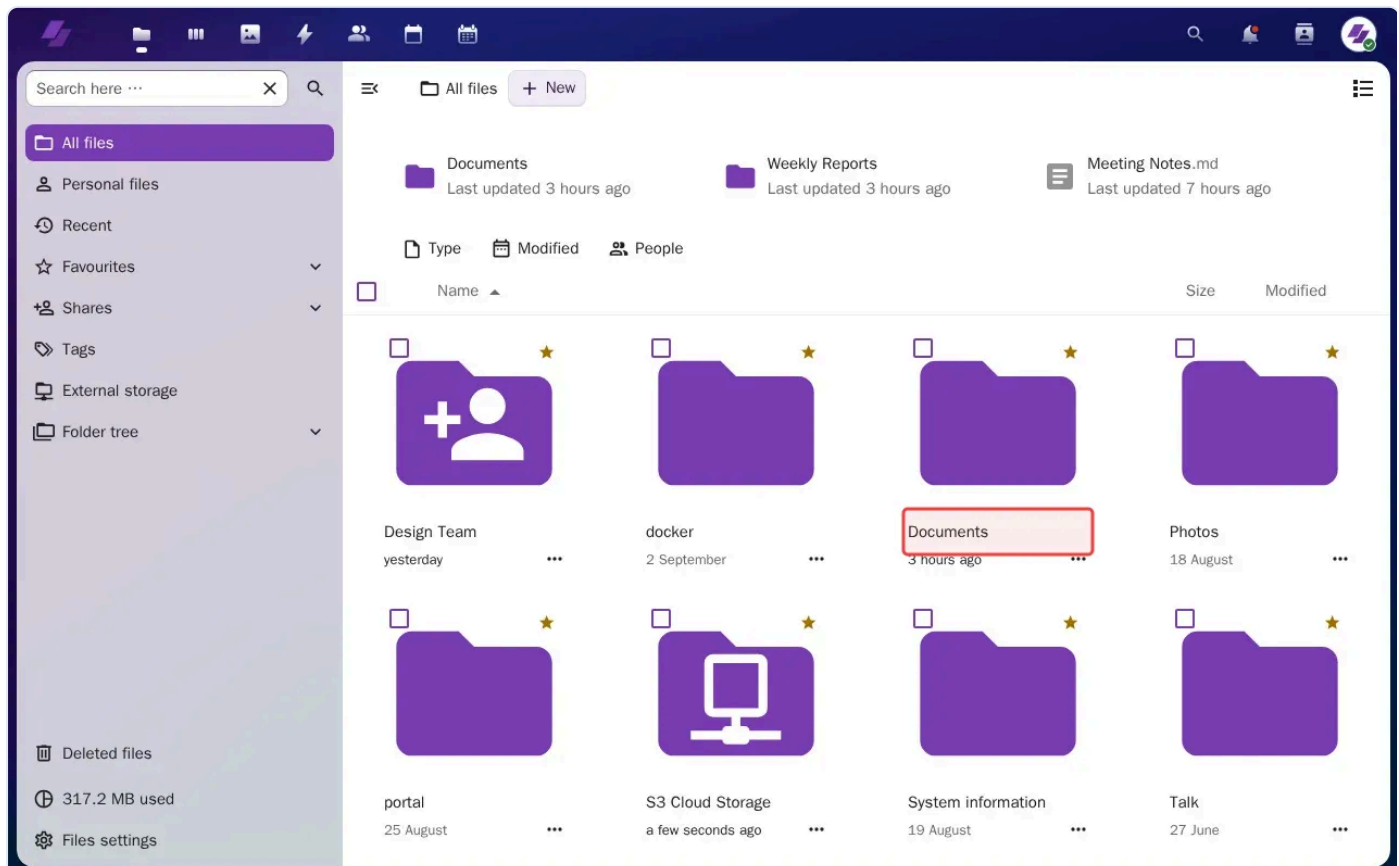 Search here ...
All files
+ New
All files
Personal files
Recent
Favourites
Shares
Tags
External storage
Folder tree
Deleted files
317.2 MB used
Files settings
Documents
Last updated 3 hours ago
Weekly Reports
Last updated 3 hours ago
Meeting Notes.md
Last updated 7 hours ago
Type Modified People
Name Size Modified
Design Team docker Documents Photos
yesterday 2 September 3 hours ago 18 August
portal S3 Cloud Storage System information Talk
25 August a few seconds ago 19 August 27 June